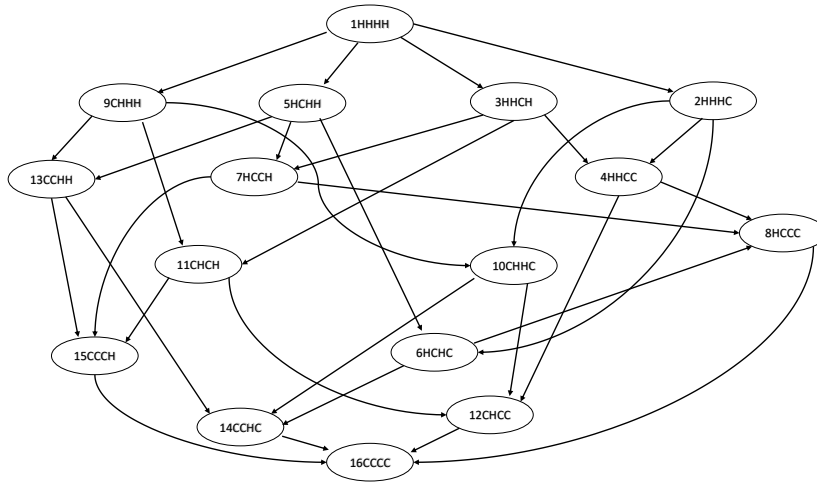 1HHHH
9CHHH
5HCHH
3HHCH
2HHHC
13CCHH
7HCCH
4HHCC
8HCCC
11CHCH
10CHHC
15CCCH
6HCHC
14CCHC
12CHCC
16CCCC